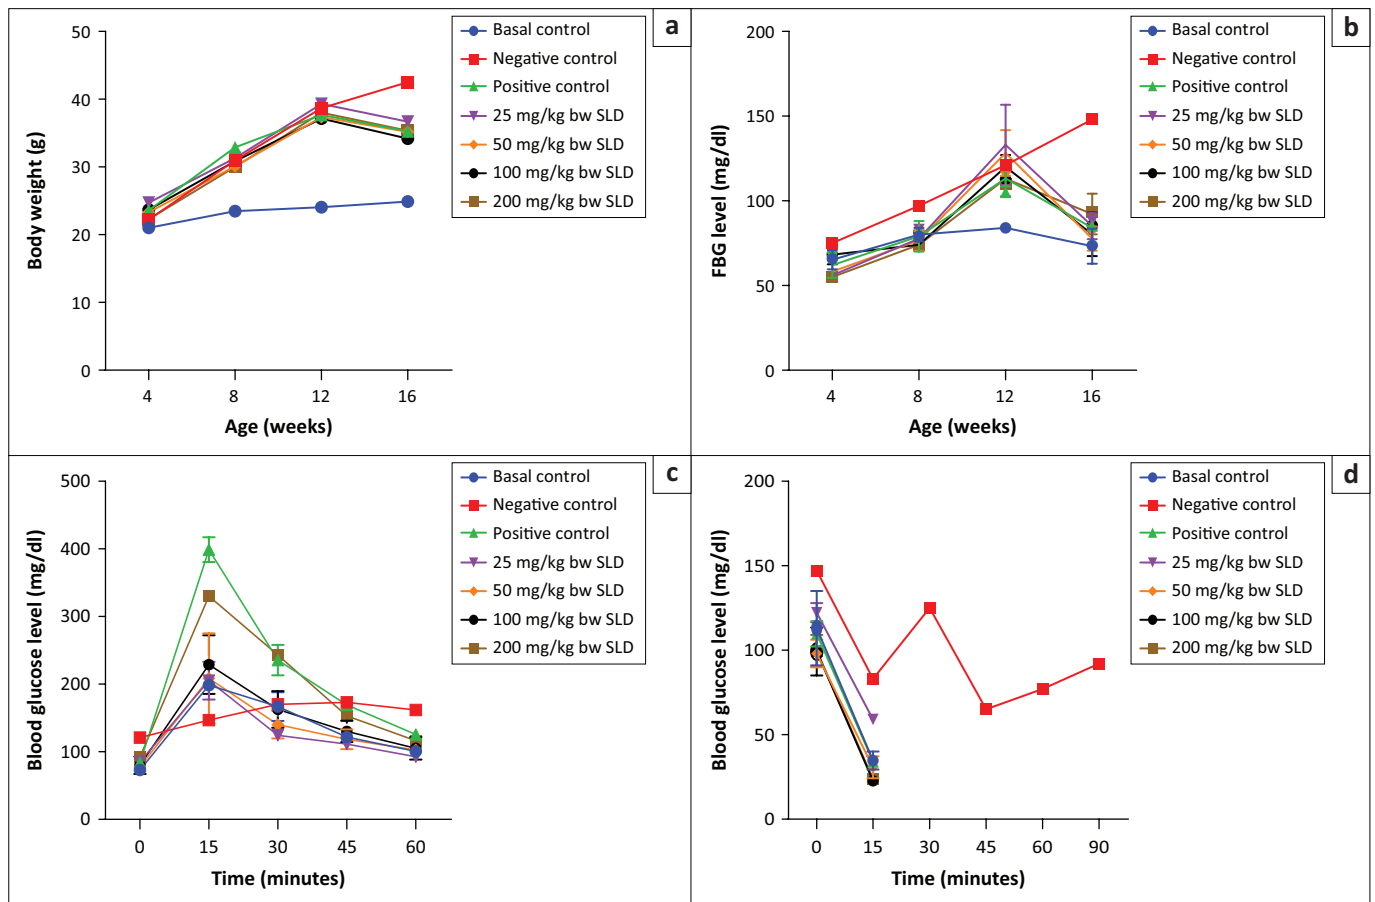 a
50
40
30
20
10
0
Body weight (g)
4 8 12 16
Age (weeks)
Basal control
Negative control
Positive control
25 mg/kg bw SLD
50 mg/kg bw SLD
100 mg/kg bw SLD
200 mg/kg bw SLD
b
200
150
100
50
0
FBG level (mg/dl)
4 8 12 16
Age (weeks)
Basal control
Negative control
Positive control
25 mg/kg bw SLD
50 mg/kg bw SLD
100 mg/kg bw SLD
200 mg/kg bw SLD
c
500
400
300
200
100
0
Blood glucose level (mg/dl)
0 15 30 45 60
Time (minutes)
Basal control
Negative control
Positive control
25 mg/kg bw SLD
50 mg/kg bw SLD
100 mg/kg bw SLD
200 mg/kg bw SLD
d
200
150
100
50
0
Blood glucose level (mg/dl)
0 15 30 45 60 90
Time (minutes)
Basal control
Negative control
Positive control
25 mg/kg bw SLD
50 mg/kg bw SLD
100 mg/kg bw SLD
200 mg/kg bw SLD